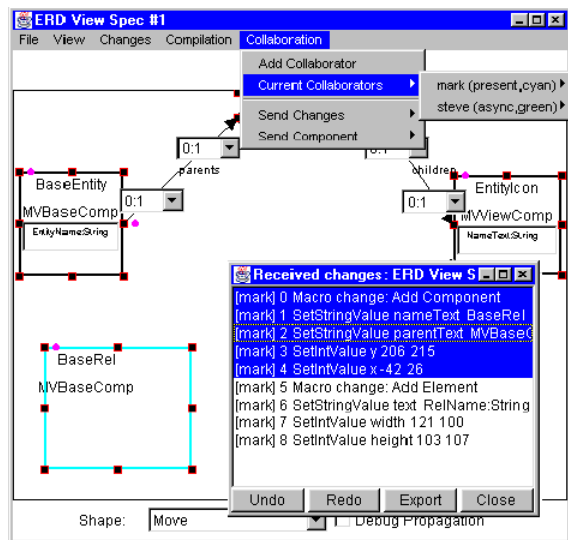 ERD View Spec #1
File View Changes Compilation Collaboration
Add Collaborator
Current Collaborators
mark (present,cyan)
steve (async,green)
Send Changes
Send Component
0:1
parents
children
BaseEntity
MVBaseComp
EntityName:String
0:1
0:1
EntityIcon
MVViewComp
NameText:String
Received changes: ERD View S
[mark] 0 Macro change: Add Component
[mark] 1 SetStringValue nameText BaseRel
[mark] 2 SetStringValue parentText MVBaseC
[mark] 3 SetIntValue y 206 215
[mark] 4 SetIntValue x -42 26
[mark] 5 Macro change: Add Element
[mark] 6 SetStringValue text RelName:String
[mark] 7 SetIntValue width 121 100
[mark] 8 SetIntValue height 103 107
Undo Redo Export Close
BaseRel
MVBaseComp
Shape: Move Debug Propagation